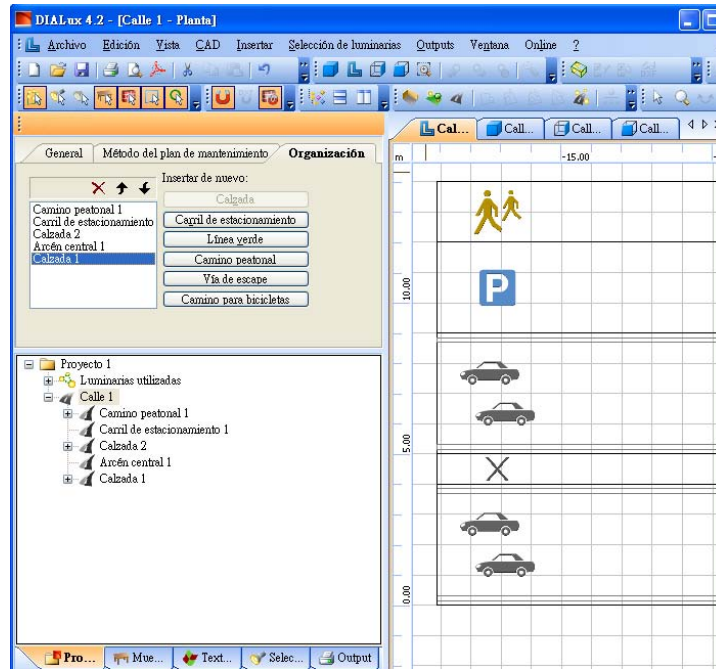 DIALux 4.2 - [Calle 1 - Planta]
Archivo Edición Vista CAD Insertar Selección de luminarias Outputs Ventana Online ?
Cal... Call... Call... Call...
General Método del plan de mantenimiento Organización
m -15.00
Insertar de nuevo:
Calzada
Camino peatonal 1
Carril de estacionamiento
Calzada 2
Arcén central 1
Calzada 1
Carril de estacionamiento
Línea verde
Camino peatonal
Vía de escape
Camino para bicicletas
P
10.00
5.00
0.00
Proyecto 1
Luminarias utilizadas
Calle 1
Camino peatonal 1
Carril de estacionamiento 1
Calzada 2
Arcén central 1
Calzada 1
Pro... Mue... Text... Selec... Output